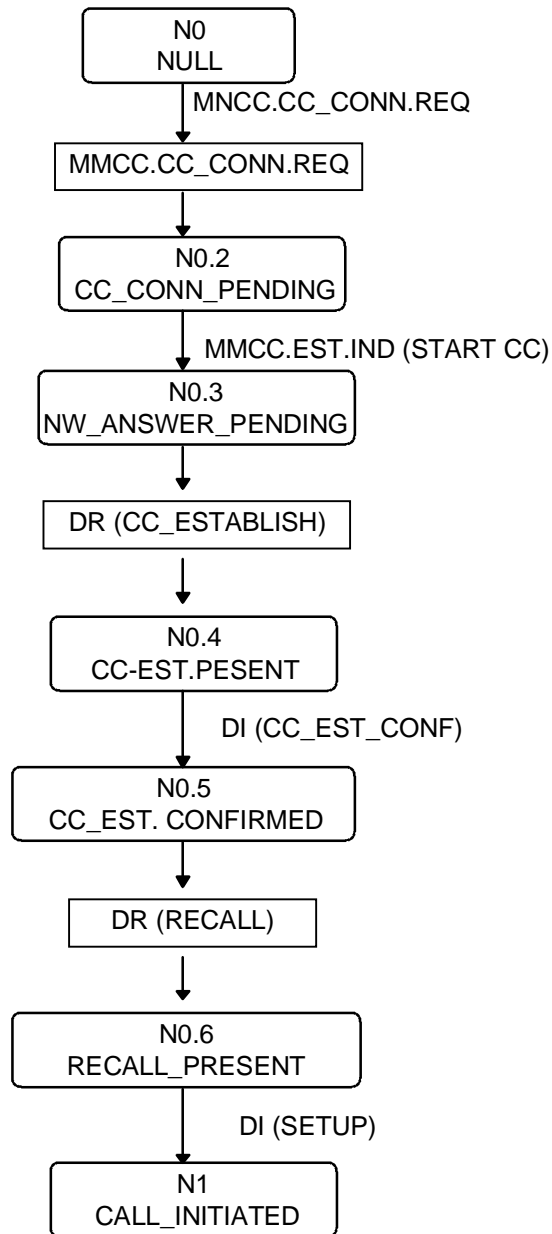 N0
NULL
MNCC.CC_CONN.REQ
MMCC.CC_CONN.REQ
N0.2
CC_CONN_PENDING
MMCC.EST.IND (START CC)
N0.3
NW_ANSWER_PENDING
DR (CC_ESTABLISH)
N0.4
CC-EST.PESENT
DI (CC_EST_CONF)
N0.5
CC_EST. CONFIRMED
DR (RECALL)
N0.6
RECALL_PRESENT
DI (SETUP)
N1
CALL_INITIATED